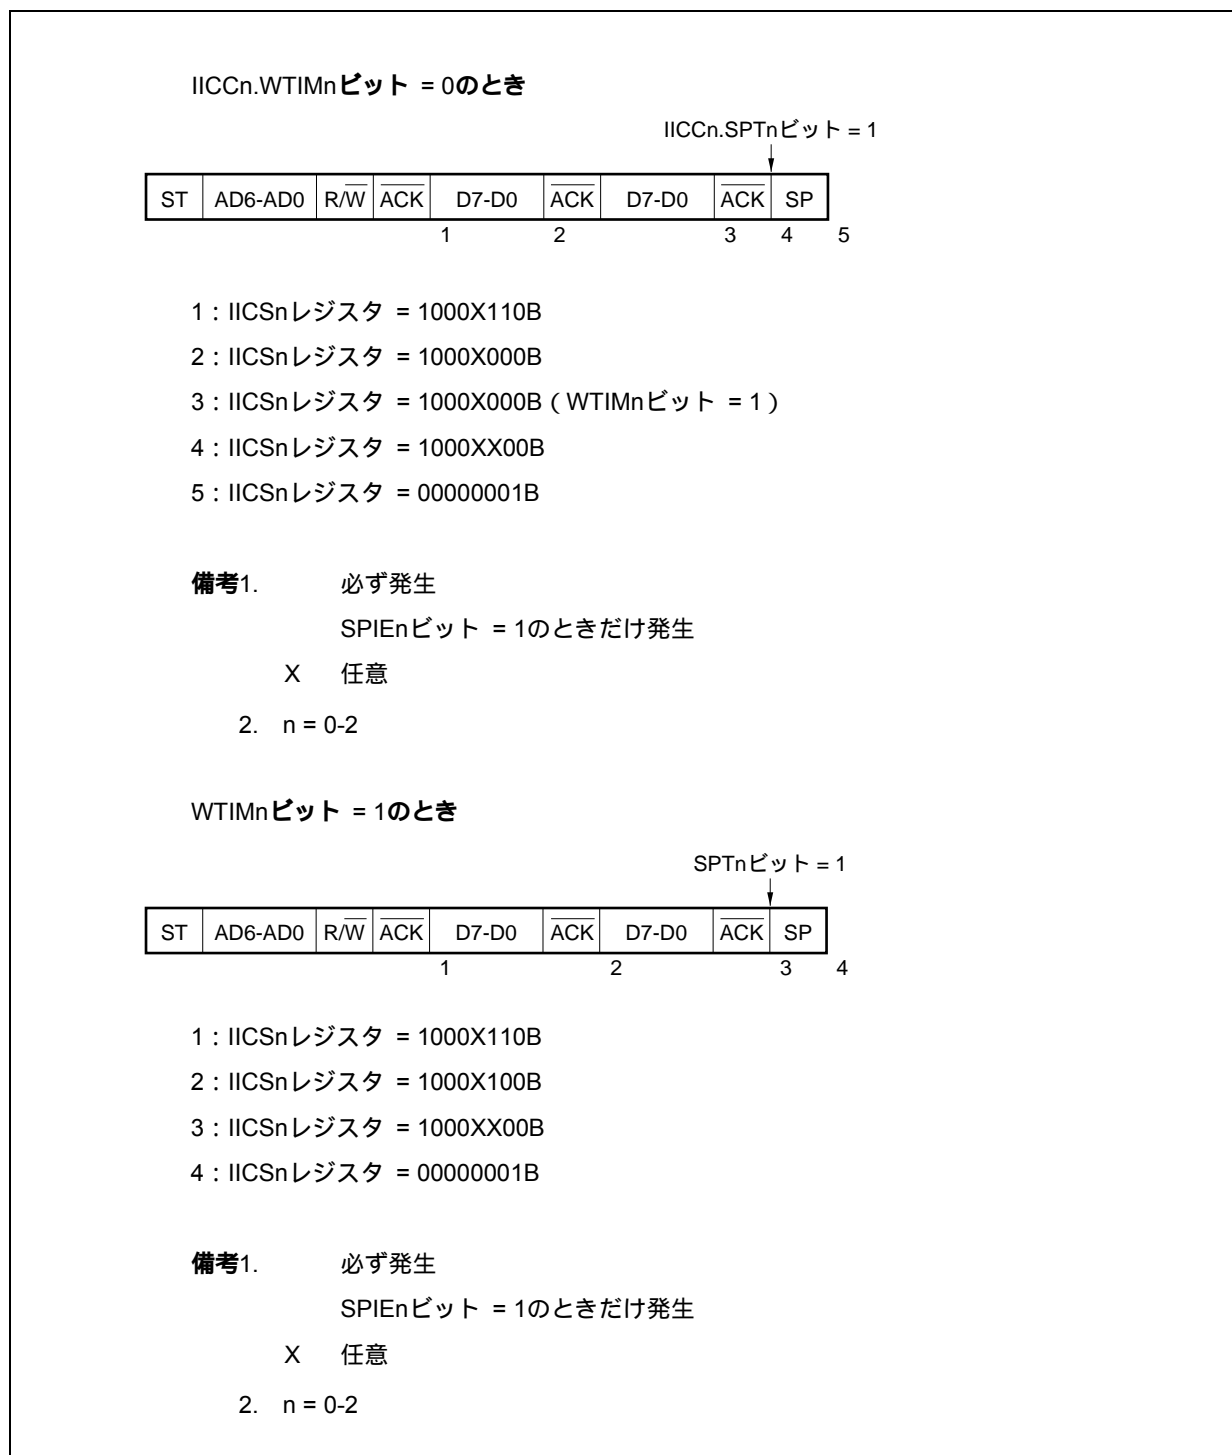 IICCn.WTIMnビット = 0のとき
IICCn.SPTnビット = 1
ST AD6-AD0 R/W ACK D7-D0 ACK D7-D0 ACK SP
1 2 3 4 5
1：IICSnレジスタ = 1000X110B
2：IICSnレジスタ = 1000X000B
3：IICSnレジスタ = 1000X000B（WTIMnビット = 1）
4：IICSnレジスタ = 1000XX00B
5：IICSnレジスタ = 00000001B
備考1. 必ず発生
SPIEnビット = 1のときだけ発生
X 任意
2. n = 0-2
WTIMnビット = 1のとき
SPTnビット = 1
ST AD6-AD0 R/W ACK D7-D0 ACK D7-D0 ACK SP
1 2 3 4
1：IICSnレジスタ = 1000X110B
2：IICSnレジスタ = 1000X100B
3：IICSnレジスタ = 1000XX00B
4：IICSnレジスタ = 00000001B
備考1. 必ず発生
SPIEnビット = 1のときだけ発生
X 任意
2. n = 0-2